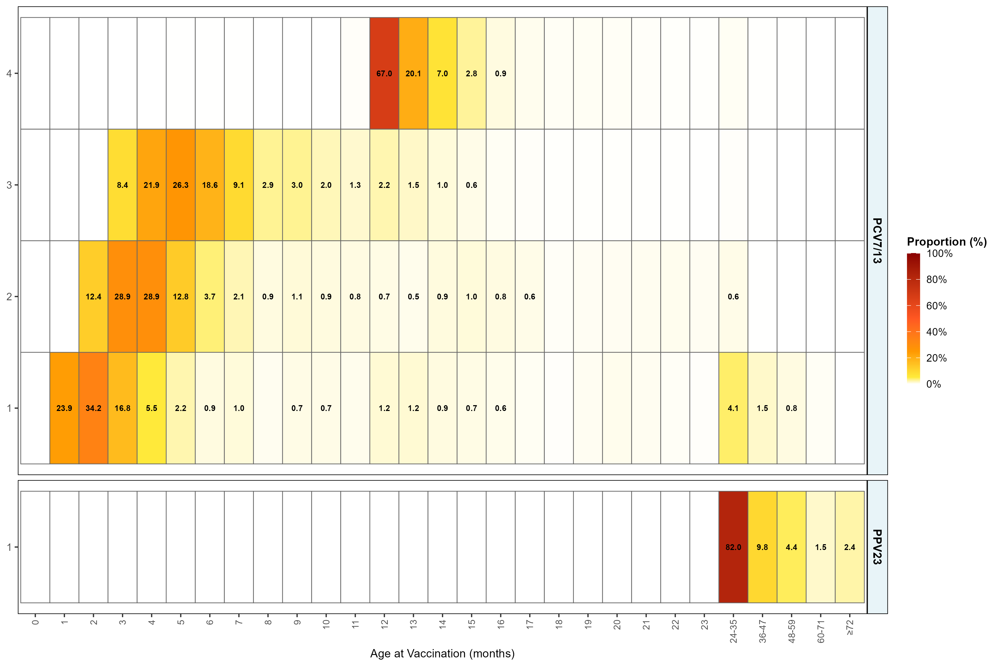 4
67.0 20.1 7.0 2.8 0.9
3
8.4 21.9 26.3 18.6 9.1 2.9 3.0 2.0 1.3 2.2 1.5 1.0 0.6
2
12.4 28.9 28.9 12.8 3.7 2.1 0.9 1.1 0.9 0.8 0.7 0.5 0.9 1.0 0.8 0.6 0.6
1
23.9 34.2 16.8 5.5 2.2 0.9 1.0 0.7 0.7 1.2 1.2 0.9 0.7 0.6 4.1 1.5 0.8
PCV7/13
1
82.0 9.8 4.4 1.5 2.4
PPV23
0 1 2 3 4 5 6 7 8 9 10 11 12 13 14 15 16 17 18 19 20 21 22 23 24-35 36-47 48-59 60-71 ≥72
Age at Vaccination (months)
Proportion (%)
100%
80%
60%
40%
20%
0%